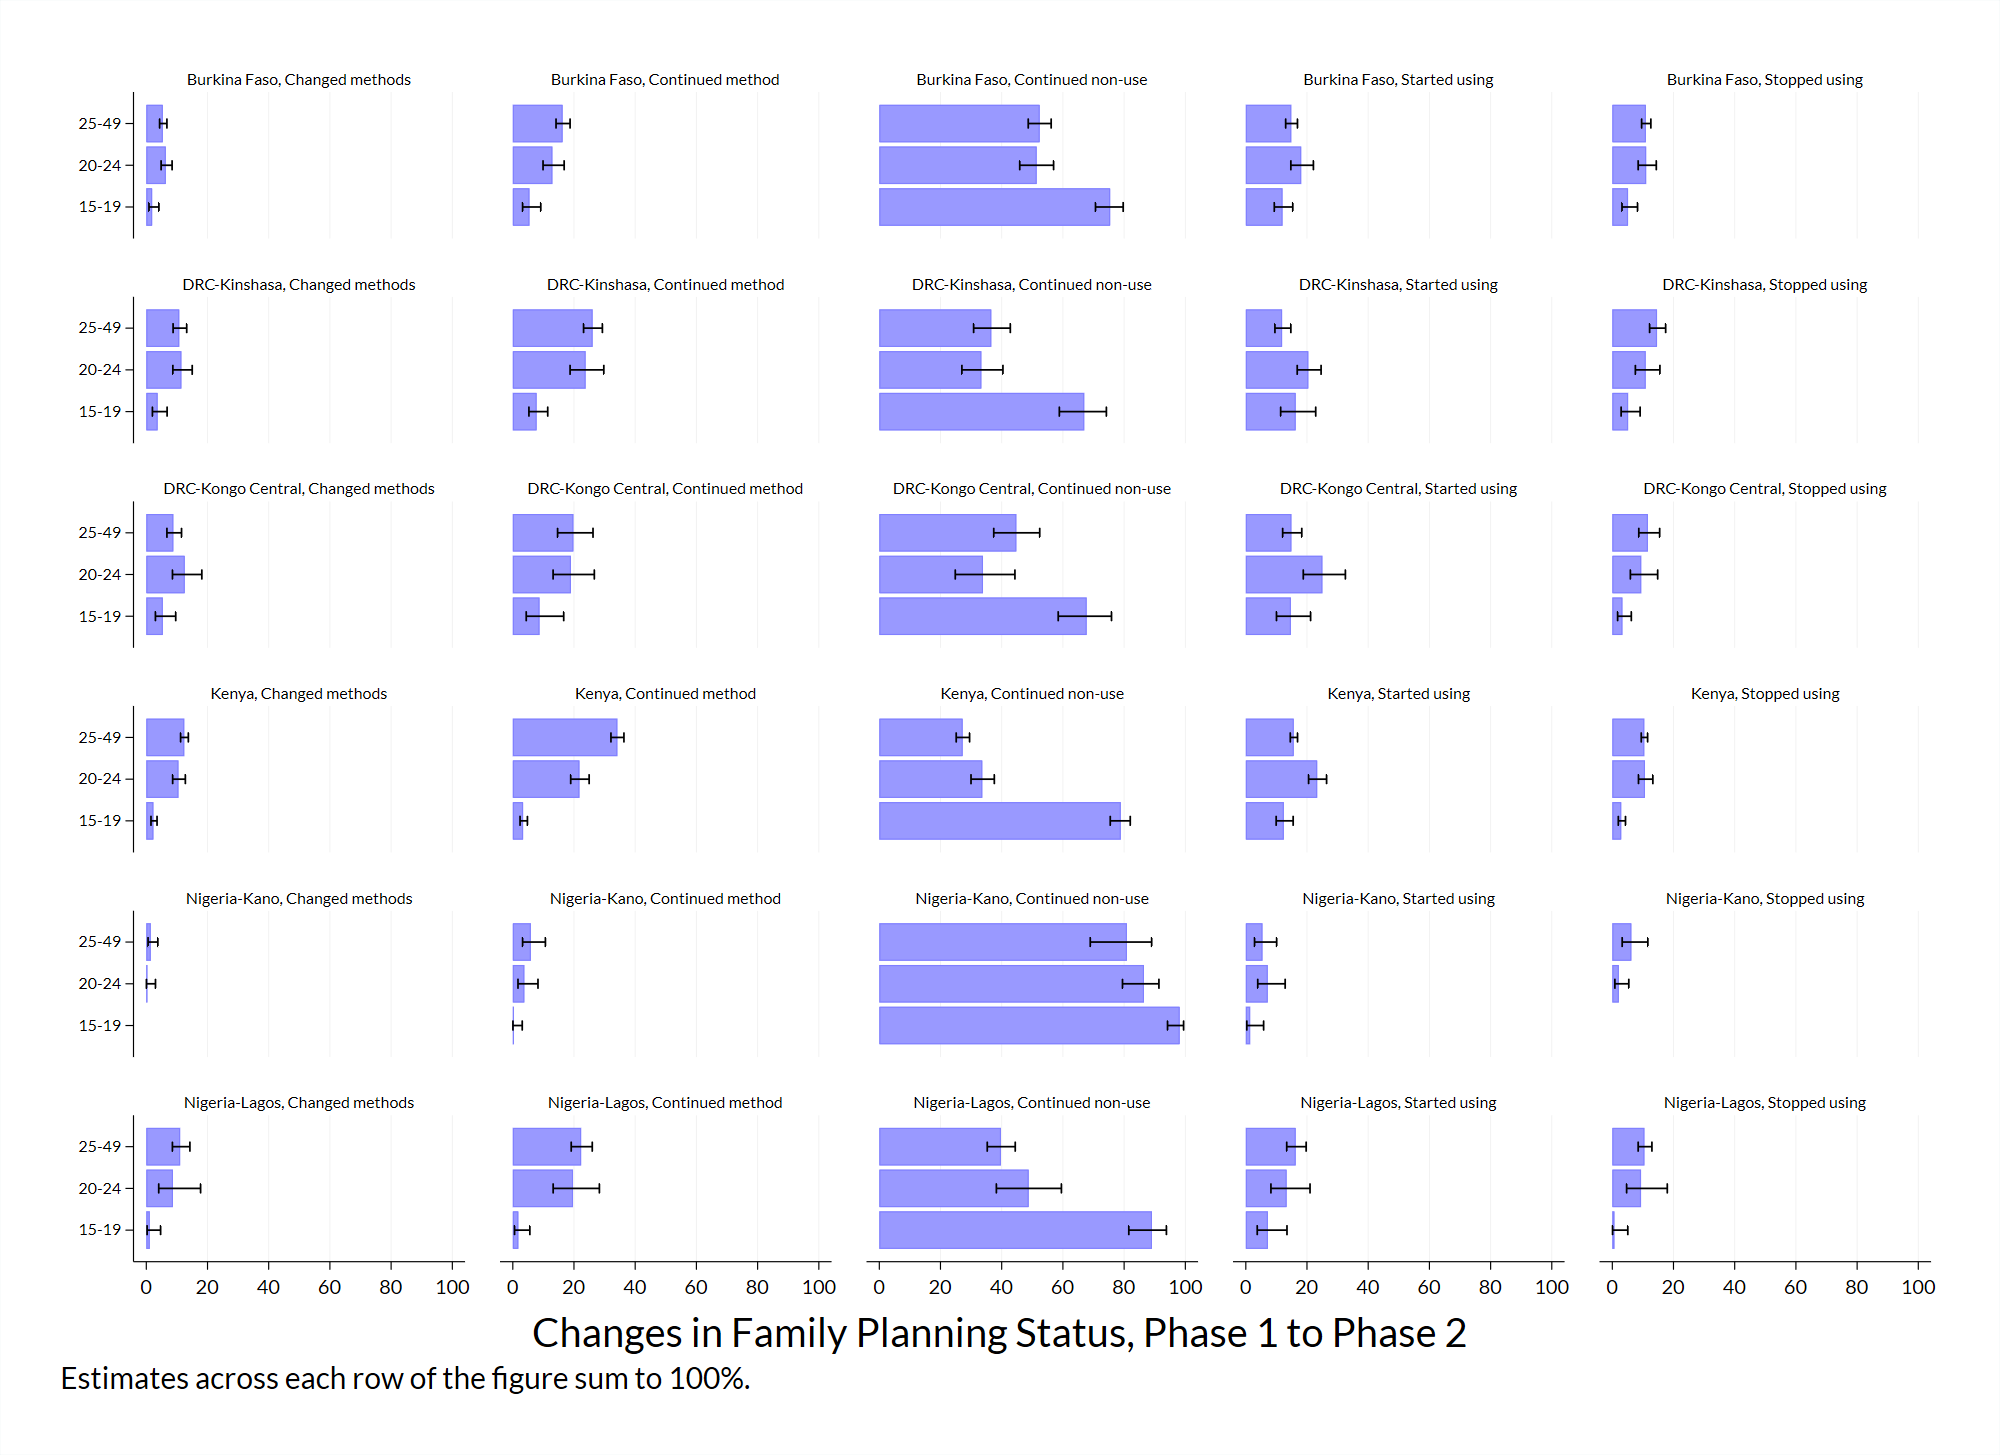 Burkina Faso, Changed methods Burkina Faso, Continued method Burkina Faso, Continued non-use Burkina Faso, Started using Burkina Faso, Stopped using
25-49
20-24
15-19
DRC-Kinshasa, Changed methods DRC-Kinshasa, Continued method DRC-Kinshasa, Continued non-use DRC-Kinshasa, Started using DRC-Kinshasa, Stopped using
25-49
20-24
15-19
DRC-Kongo Central, Changed methods DRC-Kongo Central, Continued method DRC-Kongo Central, Continued non-use DRC-Kongo Central, Started using DRC-Kongo Central, Stopped using
25-49
20-24
15-19
Kenya, Changed methods Kenya, Continued method Kenya, Continued non-use Kenya, Started using Kenya, Stopped using
25-49
20-24
15-19
Nigeria-Kano, Changed methods Nigeria-Kano, Continued method Nigeria-Kano, Continued non-use Nigeria-Kano, Started using Nigeria-Kano, Stopped using
25-49
20-24
15-19
Nigeria-Lagos, Changed methods Nigeria-Lagos, Continued method Nigeria-Lagos, Continued non-use Nigeria-Lagos, Started using Nigeria-Lagos, Stopped using
25-49
20-24
15-19
0 20 40 60 80 100 0 20 40 60 80 100 0 20 40 60 80 100 0 20 40 60 80 100 0 20 40 60 80 100
Changes in Family Planning Status, Phase 1 to Phase 2
Estimates across each row of the figure sum to 100%.